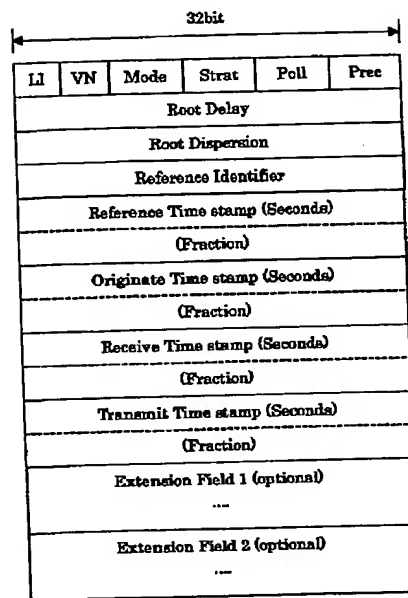 32bit
LI VN Mode Strat Poll Prec
Root Delay
Root Dispersion
Reference Identifier
Reference Time stamp (Seconds)
(Fraction)
Originate Time stamp (Seconds)
(Fraction)
Receive Time stamp (Seconds)
(Fraction)
Transmit Time stamp (Seconds)
(Fraction)
Extension Field 1 (optional)
....
Extension Field 2 (optional)
....